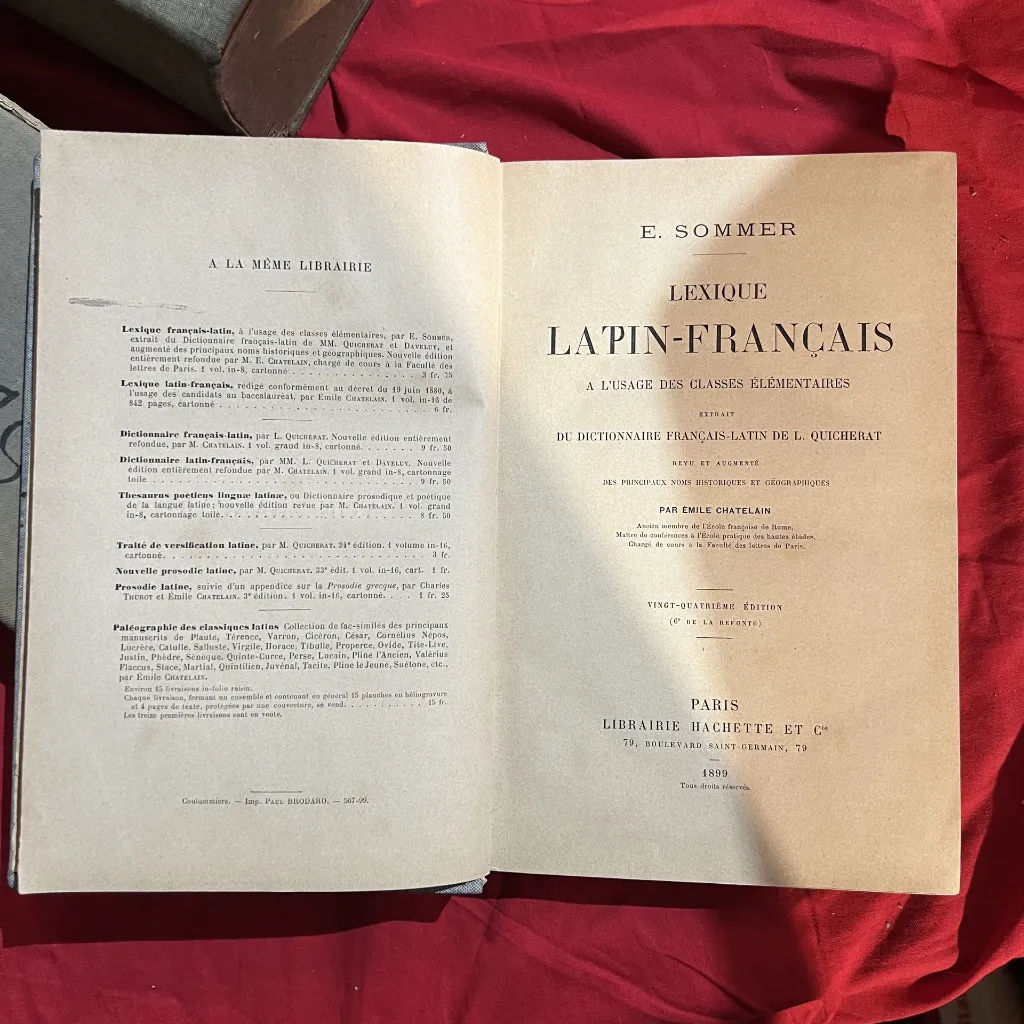 A LA MÊME LIBRAIRIE
Lexique français-latin, à l'usage des classes élémentaires, par E. SOMMER,
extrait du Dictionnaire français-latin de MM. QUICHERAT et DAVELUY, et
augmenté des principaux noms historiques et géographiques. Nouvelle édition
entièrement refondue par M. E. CHATELAIN, chargé de cours à la Faculté des
lettres de Paris. 1 vol. in-8, cartonné . . . . . . . . . . . . . . . 3 fr. 75
Lexique latin-français, rédigé conformément au décret du 19 juin 1880, à
l'usage des candidats au baccalauréat, par Emile CHATELAIN. 1 vol. in-16 de
842 pages, cartonné . . . . . . . . . . . . . . . . . . . . . . . . 6 fr.
Dictionnaire français-latin, par L. QUICHERAT. Nouvelle édition entièrement
refondue, par M. CHATELAIN. 1 vol. grand in-8, cartonné. . . . . . . 9 fr. 50
Dictionnaire latin-français, par MM. L. QUICHERAT et DAVELUY. Nouvelle
édition entièrement refondue par M. CHATELAIN. 1 vol. grand in-8, cartonnage
toile . . . . . . . . . . . . . . . . . . . . . . . . . . . . . . 9 fr. 50
Thesaurus poeticus linguæ latinæ, ou Dictionnaire prosodique et poétique
de la langue latine; nouvelle édition revue par M. CHATELAIN. 1 vol. grand
in-8, cartonnage toile. . . . . . . . . . . . . . . . . . . . . . 8 fr. 50
Traité de versification latine, par M. QUICHERAT. 24e édition. 1 volume in-16,
cartonné. . . . . . . . . . . . . . . . . . . . . . . . . . . . . 3 fr.
Nouvelle prosodie latine, par M. QUICHERAT. 33e édit. 1 vol. in-16, cart. 1 fr.
Prosodie latine, suivie d'un appendice sur la Prosodie grecque, par Charles
THUROT et Emile CHATELAIN. 3e édition. 1 vol. in-16, cartonné. . . . 1 fr. 25
Paléographie des classiques latins Collection de fac-similés des principaux
manuscrits de Plaute, Térence, Varron, Cicéron, César, Cornélius Népos,
Lucrèce, Catulle, Salluste, Virgile, Horace, Tibulle, Properce, Ovide, Tite-Live,
Justin, Phèdre, Sénèque, Quinte-Curce, Perse, Lucain, Pline l'Ancien, Valérius
Flaccus, Stace, Martial, Quintilien, Juvénal, Tacite, Pline le Jeune, Suétone, etc.,
par Emile CHATELAIN.
Environ 15 livraisons in-folio raisin.
Chaque livraison, formant un ensemble et contenant en général 15 planches en héliogravure
et 4 pages de texte, protégées par une couverture, se vend. . . . . . . . . . 15 fr.
Les treize premières livraisons sont en vente.
Coulommiers. — Imp. PAUL BRODARD. — 567-99.
E. SOMMER
LEXIQUE
LATIN-FRANÇAIS
A L'USAGE DES CLASSES ÉLÉMENTAIRES
EXTRAIT
DU DICTIONNAIRE FRANÇAIS-LATIN DE L. QUICHERAT
REVU ET AUGMENTÉ
DES PRINCIPAUX NOMS HISTORIQUES ET GÉOGRAPHIQUES
PAR ÉMILE CHATELAIN
Ancien membre de l'École française de Rome,
Maître de conférences à l'École pratique des hautes études,
Chargé de cours à la Faculté des lettres de Paris.
VINGT-QUATRIÈME ÉDITION
(6e DE LA REFONTE)
PARIS
LIBRAIRIE HACHETTE ET Cie
79, BOULEVARD SAINT-GERMAIN, 79
1899
Tous droits réservés.